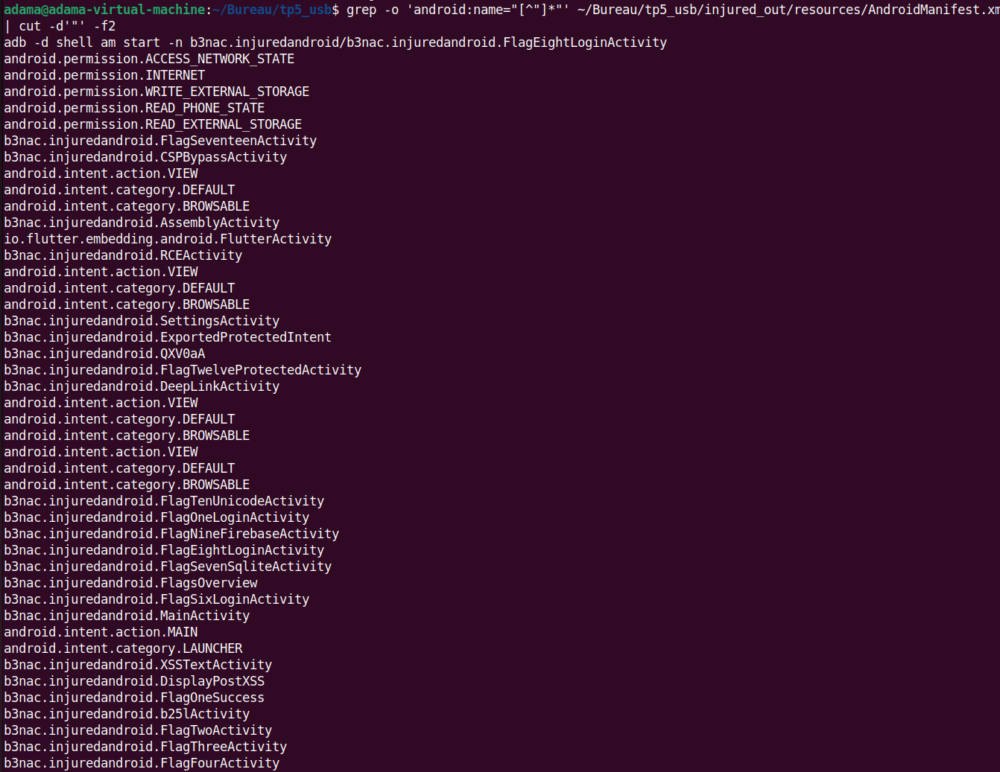 adama@adama-virtual-machine:~/Bureau/tp5_usb$ grep -o 'android:name="[^"]*"' ~/Bureau/tp5_usb/injured_out/resources/AndroidManifest.xm
| cut -d'"' -f2
adb -d shell am start -n b3nac.injuredandroid/b3nac.injuredandroid.FlagEightLoginActivity
android.permission.ACCESS_NETWORK_STATE
android.permission.INTERNET
android.permission.WRITE_EXTERNAL_STORAGE
android.permission.READ_PHONE_STATE
android.permission.READ_EXTERNAL_STORAGE
b3nac.injuredandroid.FlagSeventeenActivity
b3nac.injuredandroid.CSPBypassActivity
android.intent.action.VIEW
android.intent.category.DEFAULT
android.intent.category.BROWSABLE
b3nac.injuredandroid.AssemblyActivity
io.flutter.embedding.android.FlutterActivity
b3nac.injuredandroid.RCEActivity
android.intent.action.VIEW
android.intent.category.DEFAULT
android.intent.category.BROWSABLE
b3nac.injuredandroid.SettingsActivity
b3nac.injuredandroid.ExportedProtectedIntent
b3nac.injuredandroid.QXV0aA
b3nac.injuredandroid.FlagTwelveProtectedActivity
b3nac.injuredandroid.DeepLinkActivity
android.intent.action.VIEW
android.intent.category.DEFAULT
android.intent.category.BROWSABLE
android.intent.action.VIEW
android.intent.category.DEFAULT
android.intent.category.BROWSABLE
b3nac.injuredandroid.FlagTenUnicodeActivity
b3nac.injuredandroid.FlagOneLoginActivity
b3nac.injuredandroid.FlagNineFirebaseActivity
b3nac.injuredandroid.FlagEightLoginActivity
b3nac.injuredandroid.FlagSevenSqliteActivity
b3nac.injuredandroid.FlagsOverview
b3nac.injuredandroid.FlagSixLoginActivity
b3nac.injuredandroid.MainActivity
android.intent.action.MAIN
android.intent.category.LAUNCHER
b3nac.injuredandroid.XSSTextActivity
b3nac.injuredandroid.DisplayPostXSS
b3nac.injuredandroid.FlagOneSuccess
b3nac.injuredandroid.b25lActivity
b3nac.injuredandroid.FlagTwoActivity
b3nac.injuredandroid.FlagThreeActivity
b3nac.injuredandroid.FlagFourActivity